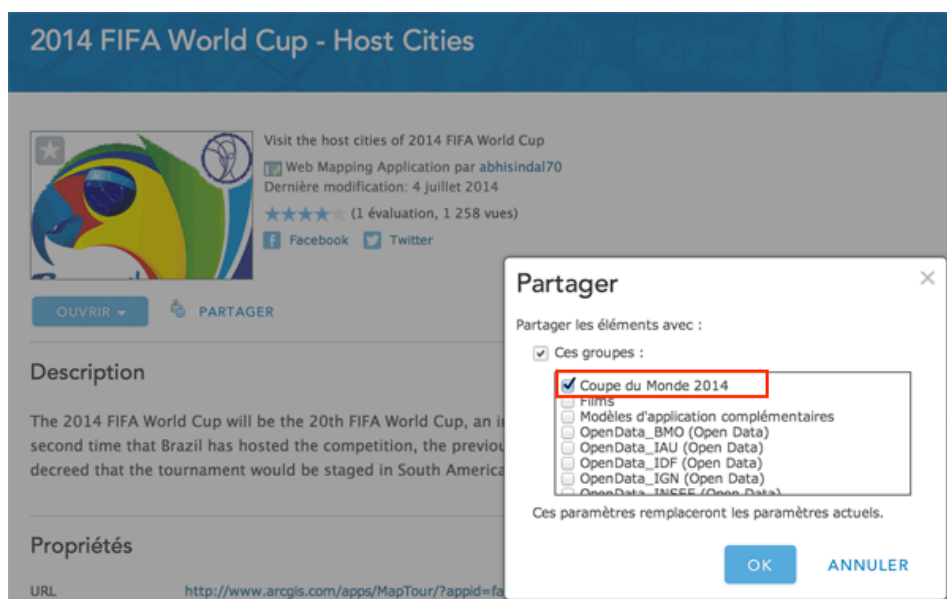 2014 FIFA World Cup - Host Cities
Visit the host cities of 2014 FIFA World Cup
Web Mapping Application par abhisindal70
Dernière modification: 4 juillet 2014
(1 évaluation, 1 258 vues)
Facebook Twitter
OUVRIR PARTAGER
Description
The 2014 FIFA World Cup will be the 20th FIFA World Cup, an
second time that Brazil has hosted the competition, the
decreed that the tournament would be staged in South America
Propriétés
URL http://www.arcgis.com/apps/MapTour/?appid=fa
Partager
Partager les éléments avec :
Ces groupes :
Coupe du Monde 2014
Films
Modèles d'application complémentaires
OpenData_BMO (Open Data)
OpenData_IAU (Open Data)
OpenData_IDF (Open Data)
OpenData_IGN (Open Data)
OpenData_INSEE (Open Data)
Ces paramètres remplaceront les paramètres actuels.
OK ANNULER